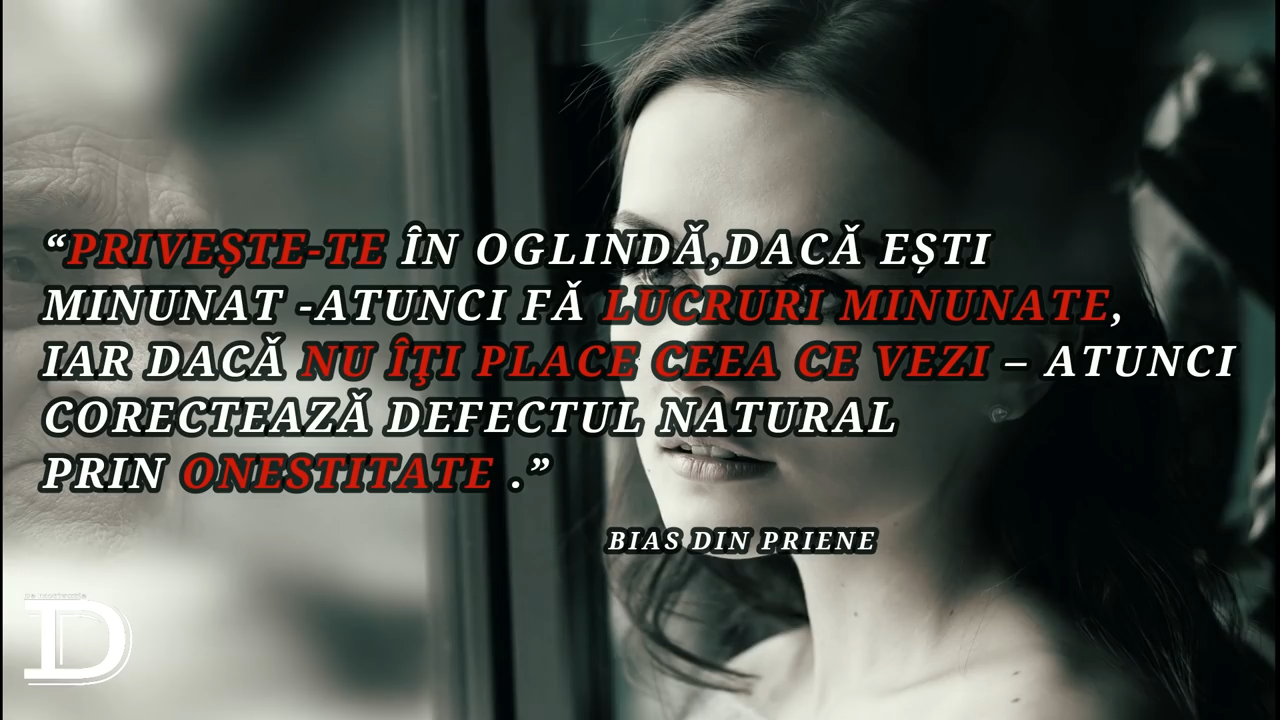 “PRIVEȘTE-TE ÎN OGLINDĂ,DACĂ EȘTI
MINUNAT -ATUNCI FĂ LUCRURI MINUNATE,
IAR DACĂ NU ÎŢI PLACE CEEA CE VEZI – ATUNCI
CORECTEAZĂ DEFECTUL NATURAL
PRIN ONESTITATE .”
BIAS DIN PRIENE
D